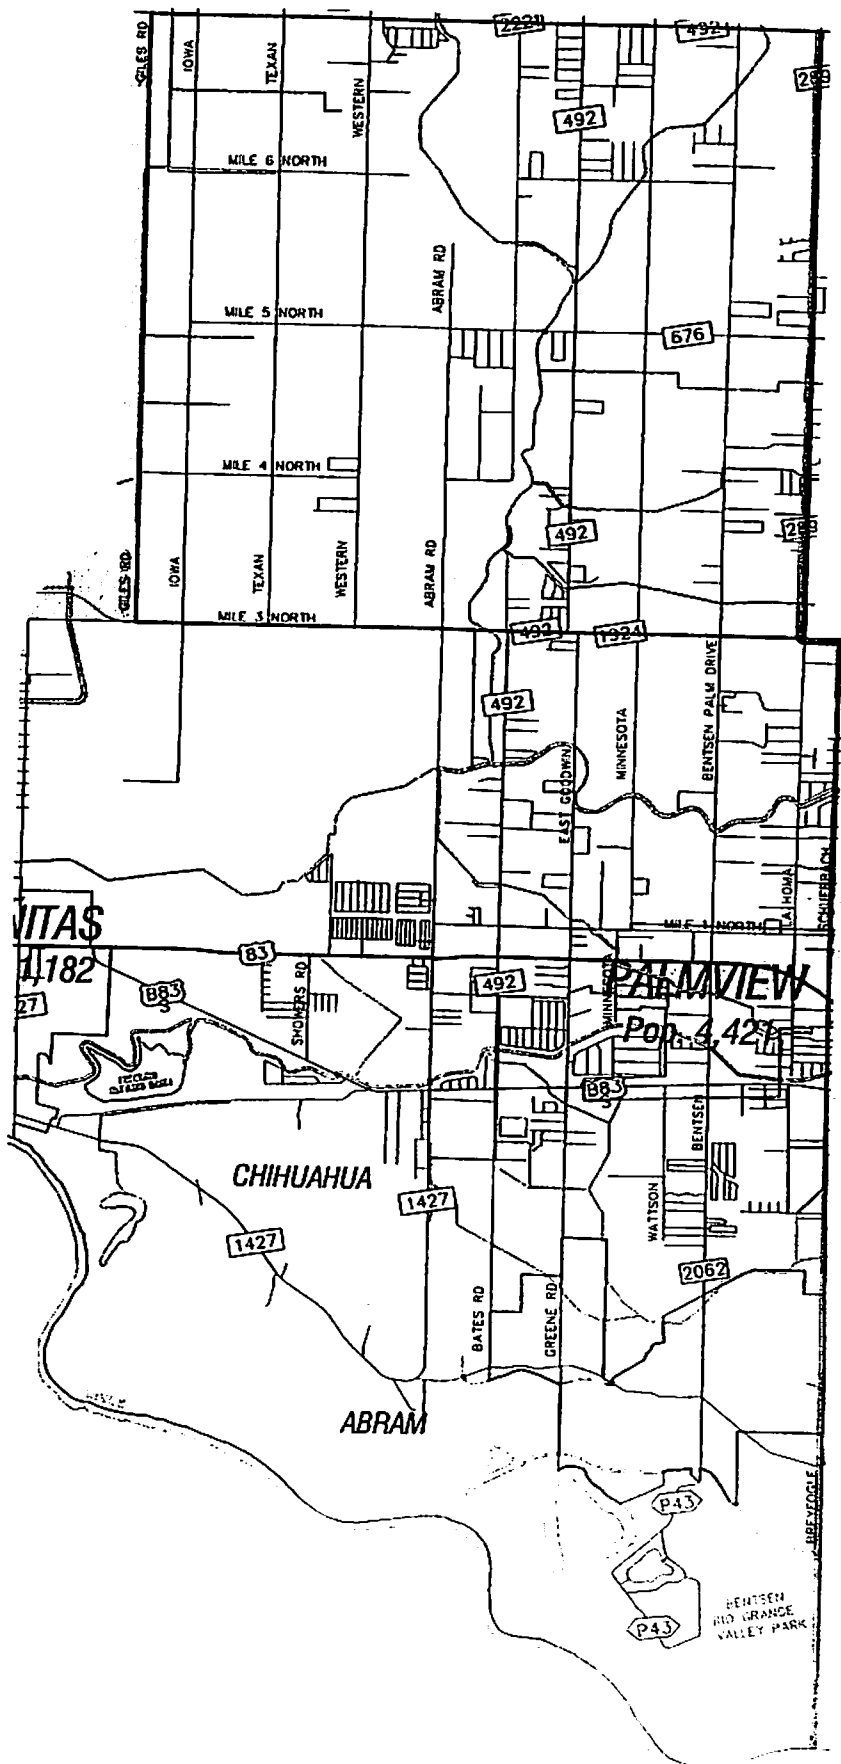 GILES RD
IOWA
TEXAN
WESTERN
2221
492
492
MILE 6 NORTH
ABRAM RD
MILE 5 NORTH
676
MILE 4 NORTH
492
GILES RD
IOWA
TEXAN
WESTERN
ABRAM RD
MILE 3 NORTH
492
1924
492
EAST GOODWIN
MINNESOTA
BENTSEN PALM DRIVE
LA HOMA
SCHUERBACH
MILE 1 NORTH
NITAS
1,182
27
83
B83
S
SHOWERS RD
492
MINNESOTA
PALMVIEW
Pop. 4,421
B83
S
CHIHUAHUA
1427
1427
WATTSON
BENTSEN
2062
BATES RD
GREENE RD
ABRAM
BREYFOGLE
P43
P43
BENTSEN
RIO GRANDE
VALLEY PARK